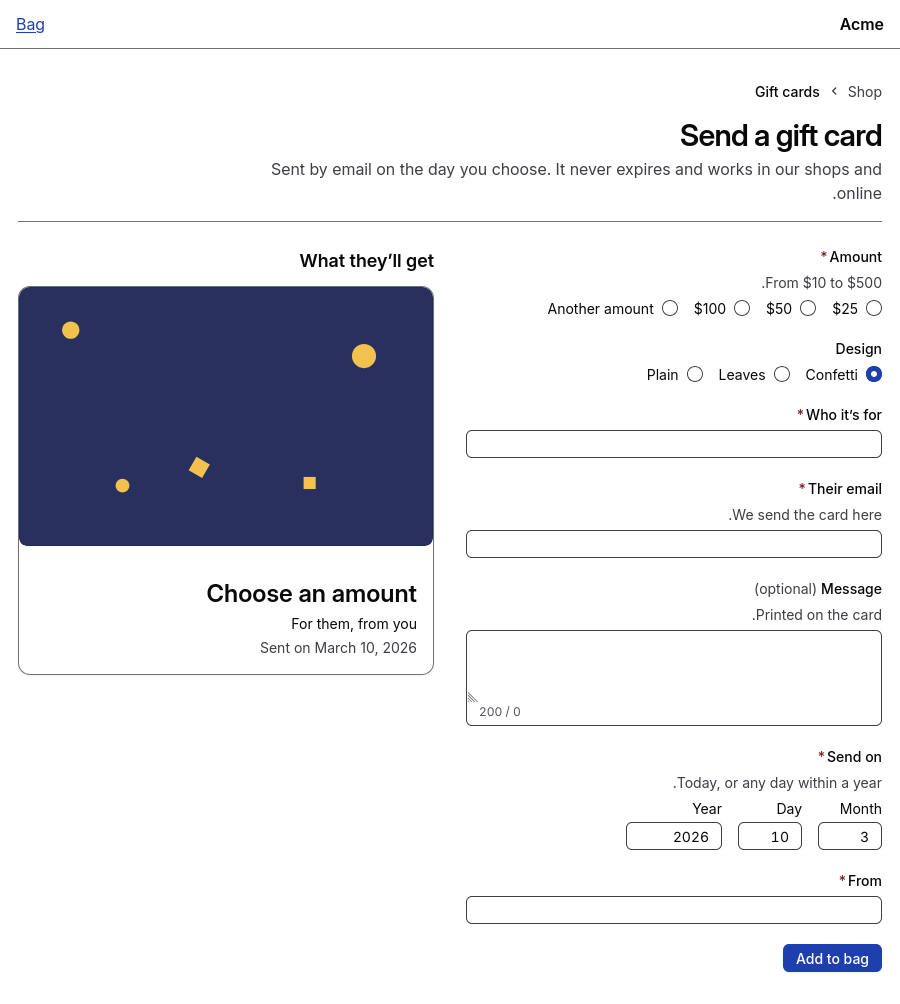 Acme
Bag
Shop
Gift cards
Send a gift card
Sent by email on the day you choose. It never expires and works in our shops and
.online
*Amount
.From $10 to $500
$25
$50
$100
Another amount
Design
Confetti
Leaves
Plain
*Who it’s for
*Their email
.We send the card here
(optional) Message
.Printed on the card
200 / 0
*Send on
.Today, or any day within a year
Month
Day
Year
3
10
2026
*From
Add to bag
What they’ll get
Choose an amount
For them, from you
Sent on March 10, 2026